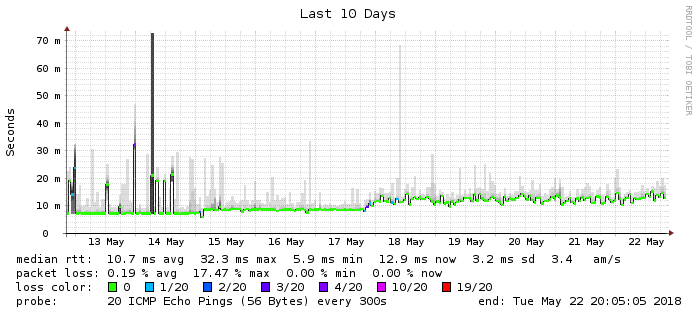 Last 10 Days
RRDTOOL / TOBI OETIKER
Seconds
70 m
60 m
50 m
40 m
30 m
20 m
10 m
0
13 May 14 May 15 May 16 May 17 May 18 May 19 May 20 May 21 May 22 May
median rtt: 10.7 ms avg 32.3 ms max 5.9 ms min 12.9 ms now 3.2 ms sd 3.4 am/s
packet loss: 0.19 % avg 17.47 % max 0.00 % min 0.00 % now
loss color: 0 1/20 2/20 3/20 4/20 10/20 19/20
probe: 20 ICMP Echo Pings (56 Bytes) every 300s end: Tue May 22 20:05:05 2018